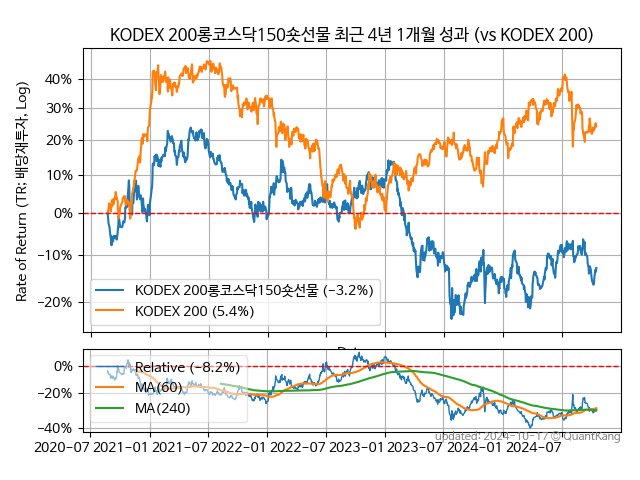 KODEX 200롱코스닥150숏선물 최근 4년 1개월 성과 (vs KODEX 200)
Rate of Return (TR: 배당재투자, Log)
40%
30%
20%
10%
0%
−10%
−20%
KODEX 200롱코스닥150숏선물 (−3.2%)
KODEX 200 (5.4%)
0%
−20%
−40%
Relative (−8.2%)
MA(60)
MA(240)
2020-07 2021-01 2021-07 2022-01 2022-07 2023-01 2023-07 2024-01 2024-07
updated: 2024-10-17 © QuantKang